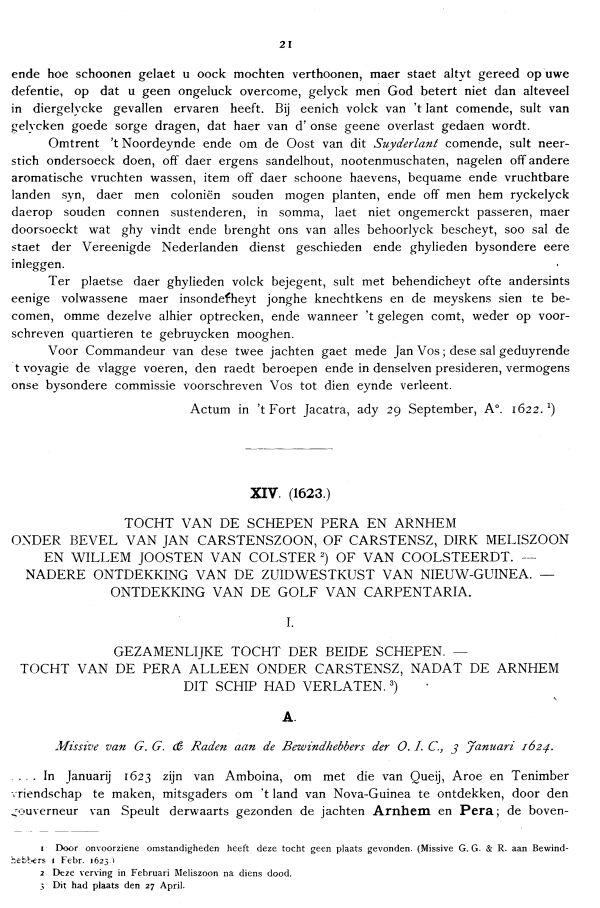 21
ende hoe schoonen gelaet u oock mochten verthoonen, maer staet altyt gereed op uwe
defentie, op dat u geen ongeluck overcome, gelyck men God betert niet dan alteveel
in diergelycke gevallen ervaren heeft. Bij eenich volck van 't lant comende, sult van
gelycken goede sorge dragen, dat haer van d' onse geene overlast gedaen wordt.
Omtrent 't Noordeynde ende om de Oost van dit Suyderlant comende, sult neer-
stich ondersoeck doen, off daer ergens sandelhout, nootenmuschaten, nagelen off andere
aromatische vruchten wassen, item off daer schoone haevens, bequame ende vruchtbare
landen syn, daer men coloniën souden mogen planten, ende off men hem ryckelyck
daerop souden connen sustenderen, in somma, laet niet ongemerckt passeren, maer
doorsoeckt wat ghy vindt ende brenght ons van alles behoorlyck bescheyt, soo sal de
staet der Vereenigde Nederlanden dienst geschieden ende ghylieden bysondere eere
inleggen.
Ter plaetse daer ghylieden volck bejegent, sult met behendicheyt ofte andersints
eenige volwassene maer insonderheyt jonghe knechtkens en de meyskens sien te be-
comen, omme dezelve alhier optrecken, ende wanneer 't gelegen comt, weder op voor-
schreven quartieren te gebruycken mooghen.
Voor Commandeur van dese twee jachten gaet mede Jan Vos; dese sal geduyrende
't voyagie de vlagge voeren, den raedt beroepen ende in denselven presideren, vermogens
onse bysondere commissie voorschreven Vos tot dien eynde verleent.
Actum in 't Fort Jacatra, ady 29 September, A°. 1622. ¹)
XIV. (1623.)
TOCHT VAN DE SCHEPEN PERA EN ARNHEM
ONDER BEVEL VAN JAN CARSTENSZOON, OF CARSTENSZ, DIRK MELISZOON
EN WILLEM JOOSTEN VAN COLSTER ²) OF VAN COOLSTEERDT. —
NADERE ONTDEKKING VAN DE ZUIDWESTKUST VAN NIEUW-GUINEA. —
ONTDEKKING VAN DE GOLF VAN CARPENTARIA.
I.
GEZAMENLIJKE TOCHT DER BEIDE SCHEPEN. —
TOCHT VAN DE PERA ALLEEN ONDER CARSTENSZ, NADAT DE ARNHEM
DIT SCHIP HAD VERLATEN. ³)
A.
Missive van G. G. & Raden aan de Bewindhebbers der O. I. C., 3 Januari 1624.
.... In Januarij 1623 zijn van Amboina, om met die van Queij, Aroe en Tenimber
vriendschap te maken, mitsgaders om 't land van Nova-Guinea te ontdekken, door den
gouverneur van Speult derwaarts gezonden de jachten Arnhem en Pera; de boven-
1 Door onvoorziene omstandigheden heeft deze tocht geen plaats gevonden. (Missive G. G. & R. aan Bewind-
hebbers 1 Febr. 1623.)
2 Deze verving in Februari Meliszoon na diens dood.
3 Dit had plaats den 27 April.